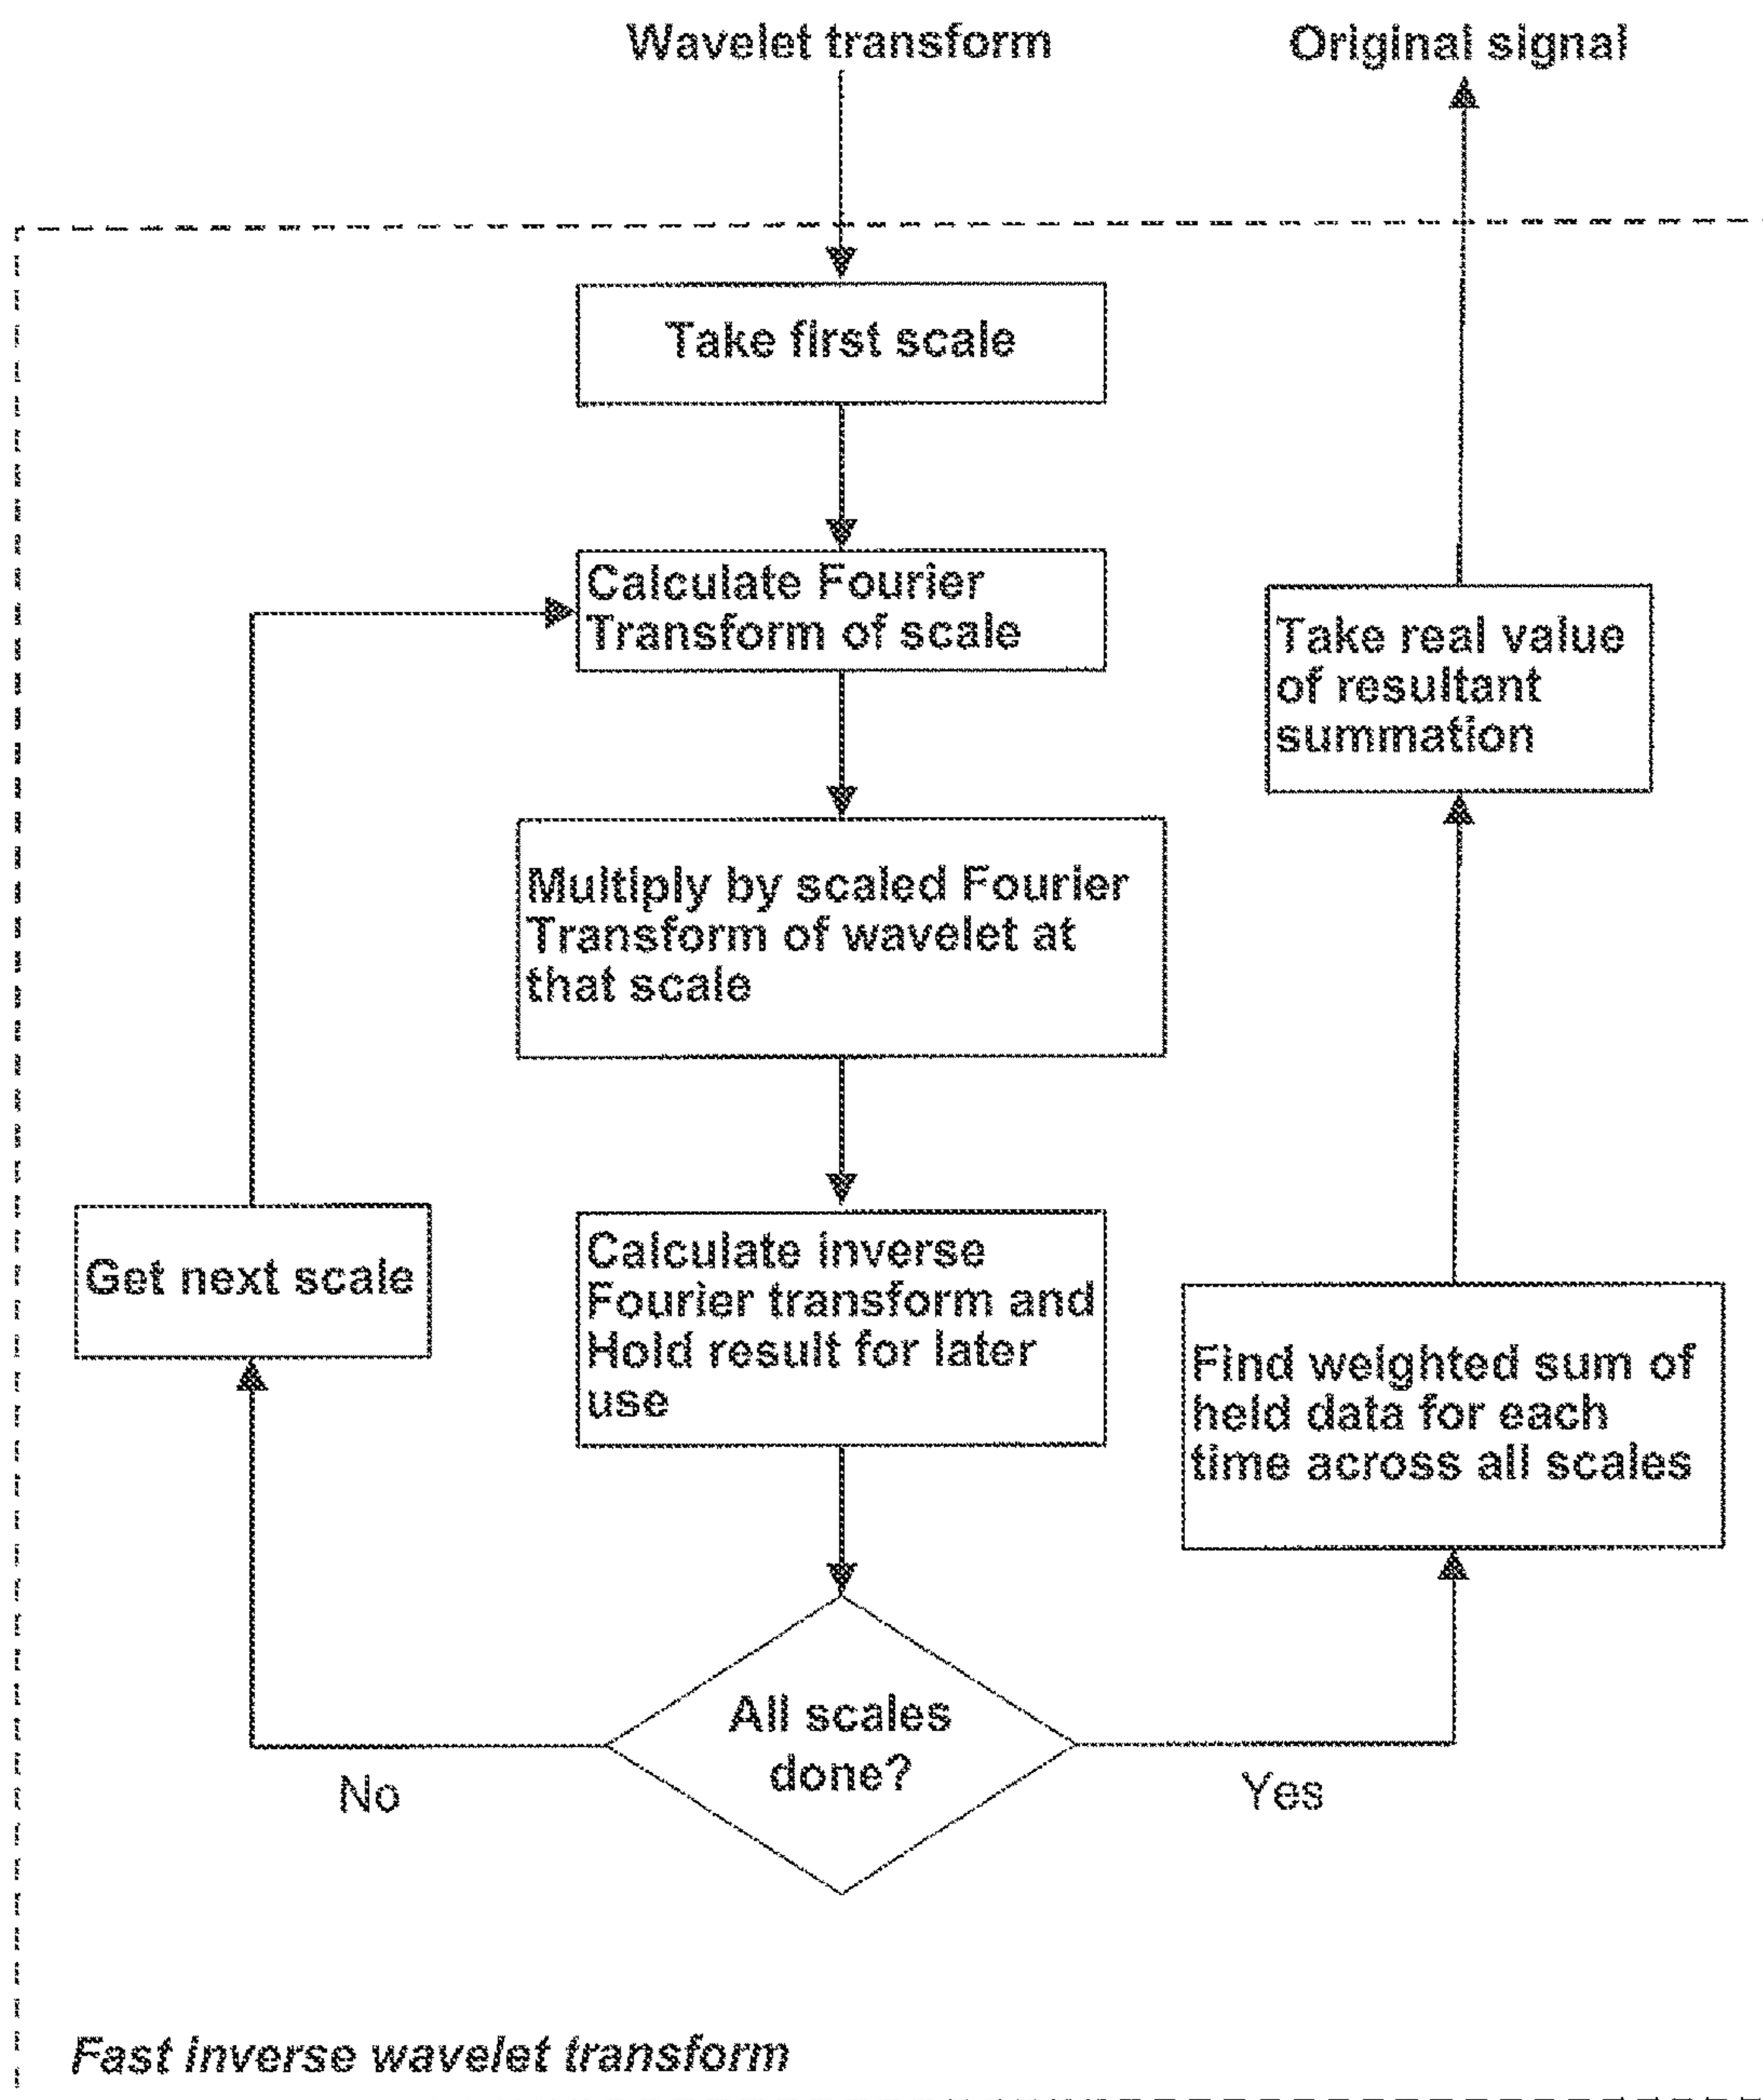 Wavelet transform
Original signal
Take first scale
Calculate Fourier
Transform of scale
Take real value
of resultant
summation
Multiply by scaled Fourier
Transform of wavelet at
that scale
Get next scale
Calculate inverse
Fourier transform and
Hold result for later
use
Find weighted sum of
held data for each
time across all scales
All scales
done?
No
Yes
Fast inverse wavelet transform